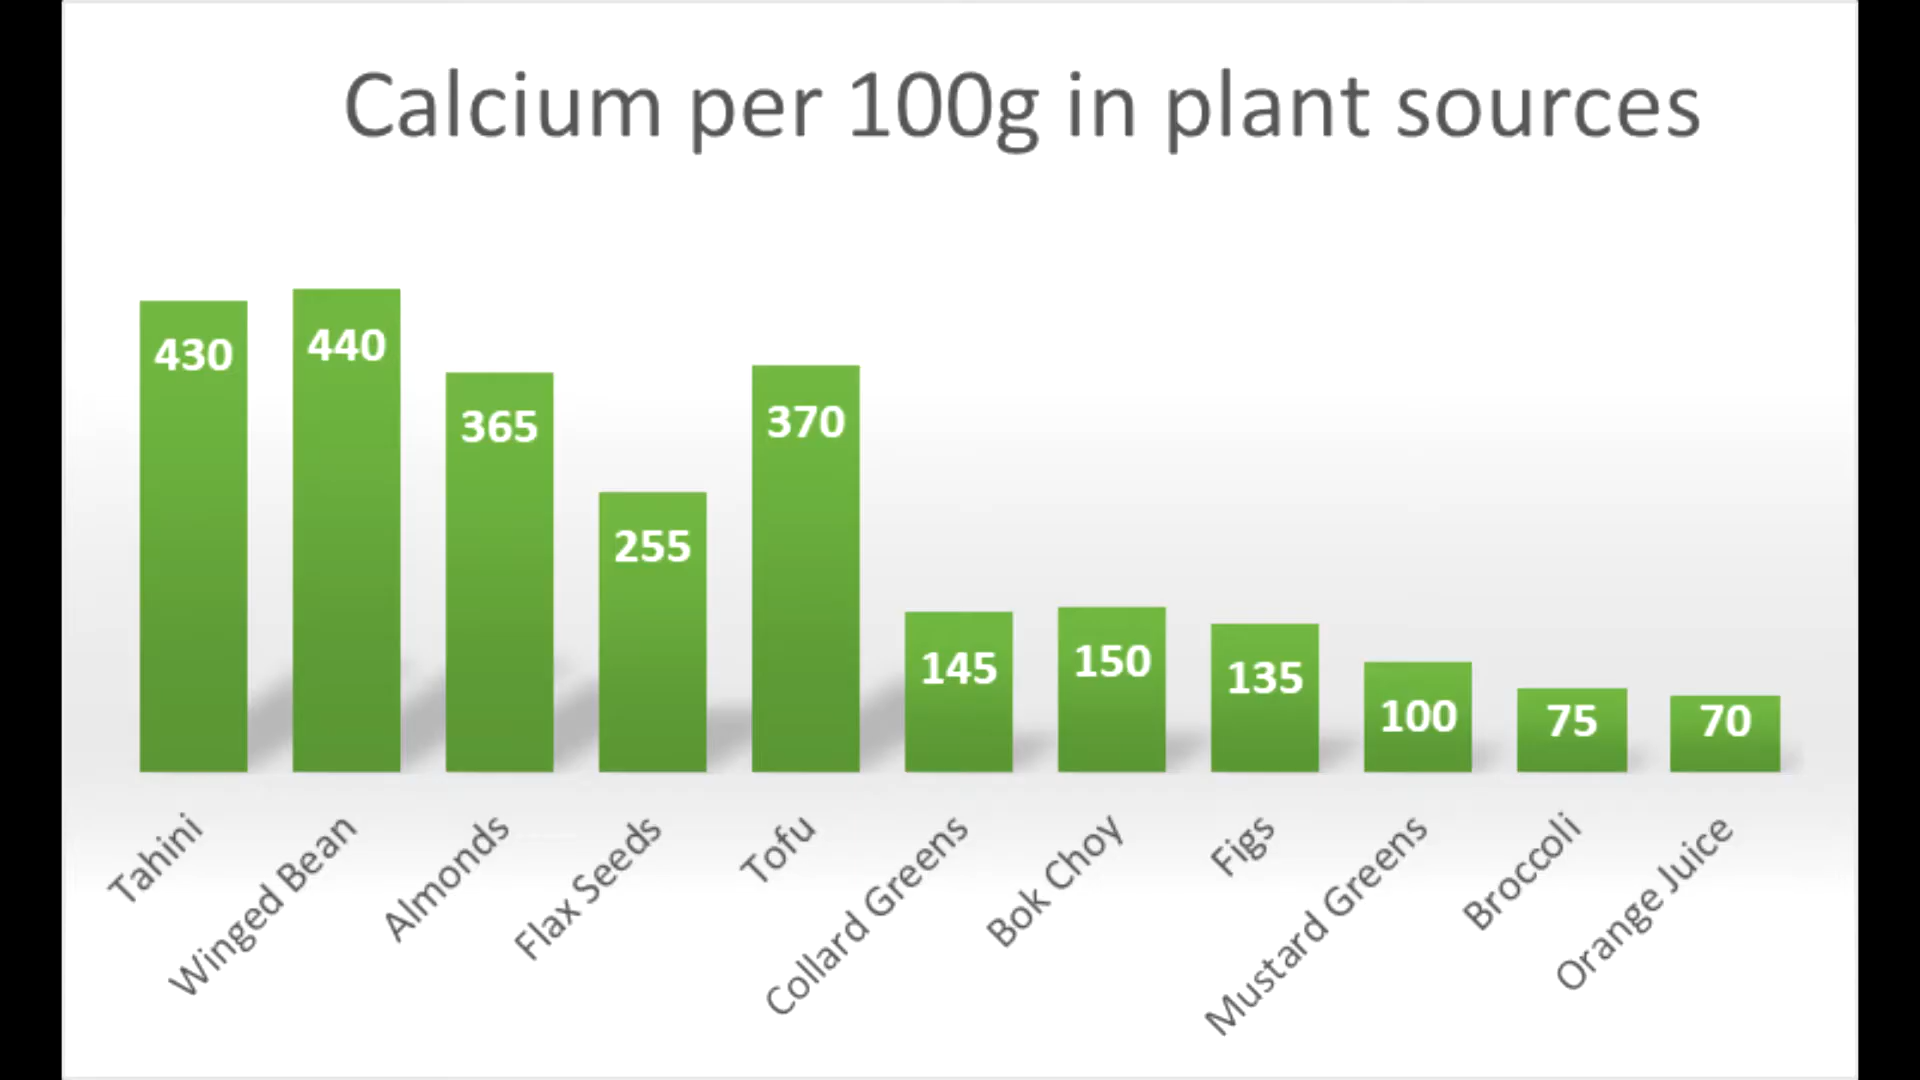 Calcium per 100g in plant sources
430
440
365
255
370
145
150
135
100
75
70
Tahini
Winged Bean
Almonds
Flax Seeds
Tofu
Collard Greens
Bok Choy
Figs
Mustard Greens
Broccoli
Orange Juice